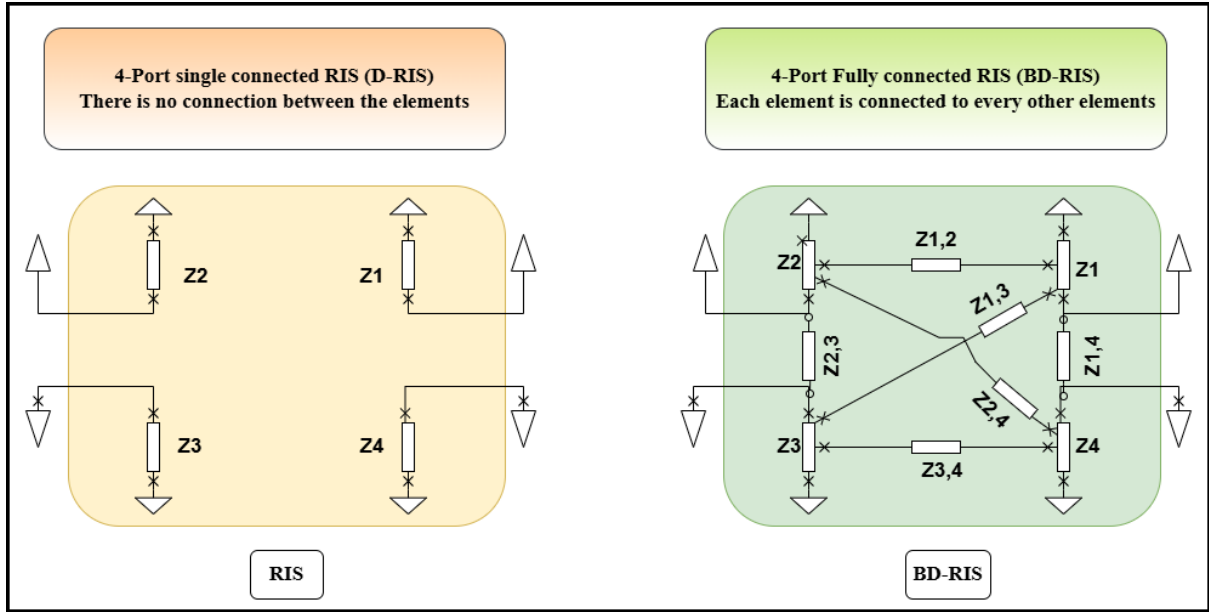 4-Port single connected RIS (D-RIS)
There is no connection between the elements
4-Port Fully connected RIS (BD-RIS)
Each element is connected to every other elements
Z2
Z1
Z3
Z4
RIS
Z1,2
Z2
Z1
Z1,3
Z2,3
Z1,4
Z2,4
Z3
Z4
Z3,4
BD-RIS